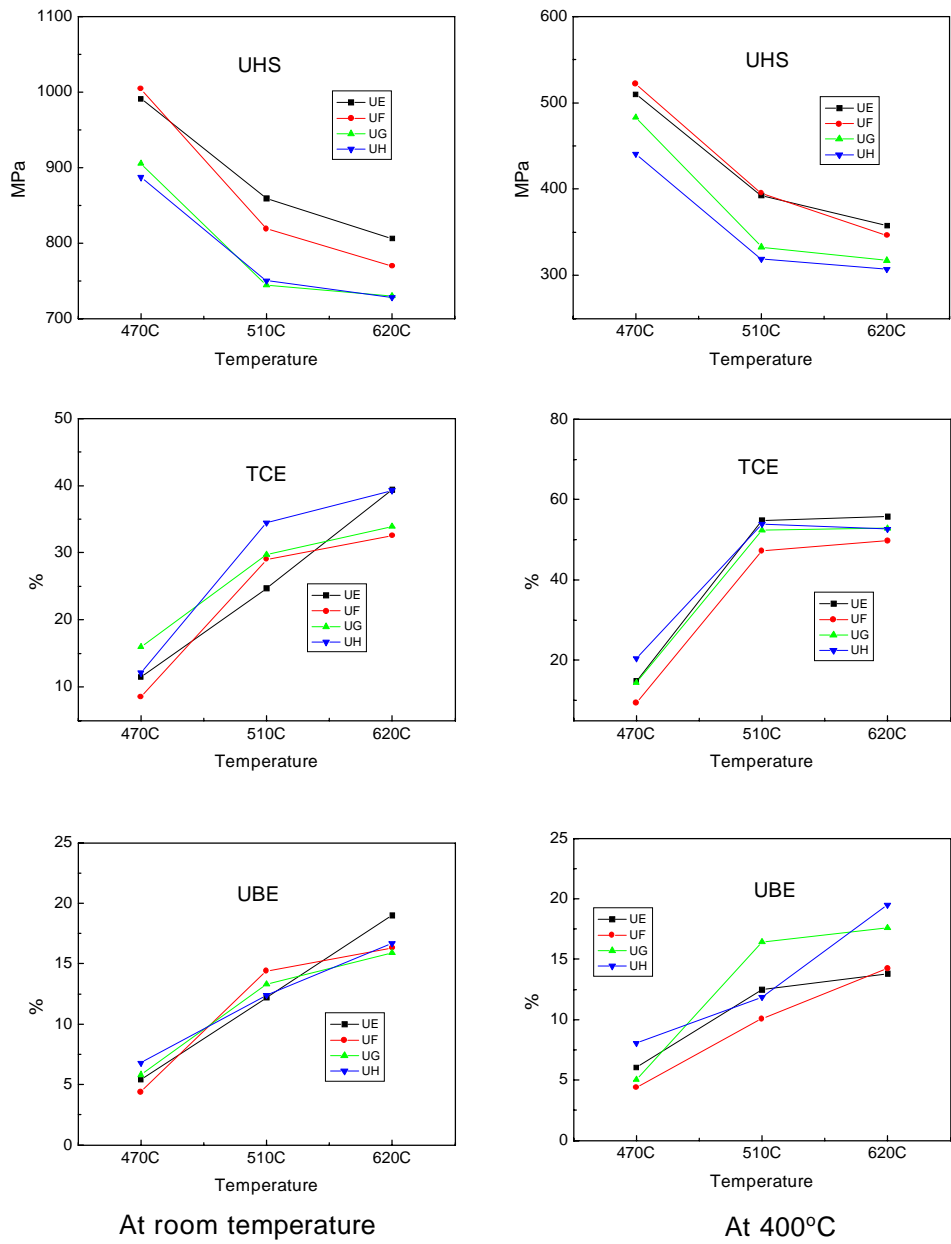 1100
1000
900
800
700
MPa
UHS
UE
UF
UG
UH
470C 510C 620C
Temperature
600
500
400
300
MPa
UHS
UE
UF
UG
UH
470C 510C 620C
Temperature
50
40
30
20
10
%
TCE
UE
UF
UG
UH
470C 510C 620C
Temperature
80
60
40
20
%
TCE
UE
UF
UG
UH
470C 510C 620C
Temperature
25
20
15
10
5
0
%
UBE
UE
UF
UG
UH
470C 510C 620C
Temperature
25
20
15
10
5
0
%
UBE
UE
UF
UG
UH
470C 510C 620C
Temperature
At room temperature
At 400ºC